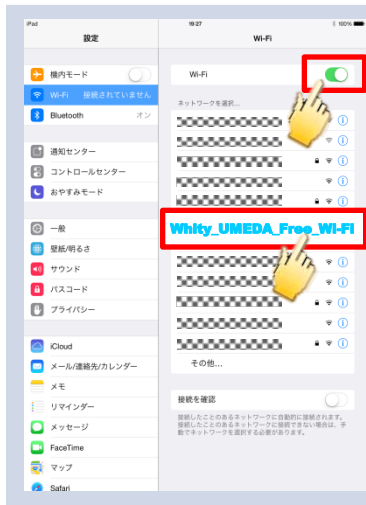 iPad
19:27
100%
設定
Wi-Fi
機内モード
Wi-Fi 接続されていません
Bluetooth オン
通知センター
コントロールセンター
おやすみモード
一般
壁紙/明るさ
サウンド
パスコード
プライバシー
iCloud
メール/連絡先/カレンダー
メモ
リマインダー
メッセージ
FaceTime
マップ
Safari
Wi-Fi
ネットワークを選択...
Whity_UMEDA_Free_Wi-Fi
その他...
接続を確認
接続したことのあるネットワークに自動的に接続されます。
接続したことのあるネットワークに接続できない場合は、手
動でネットワークを選択する必要があります。